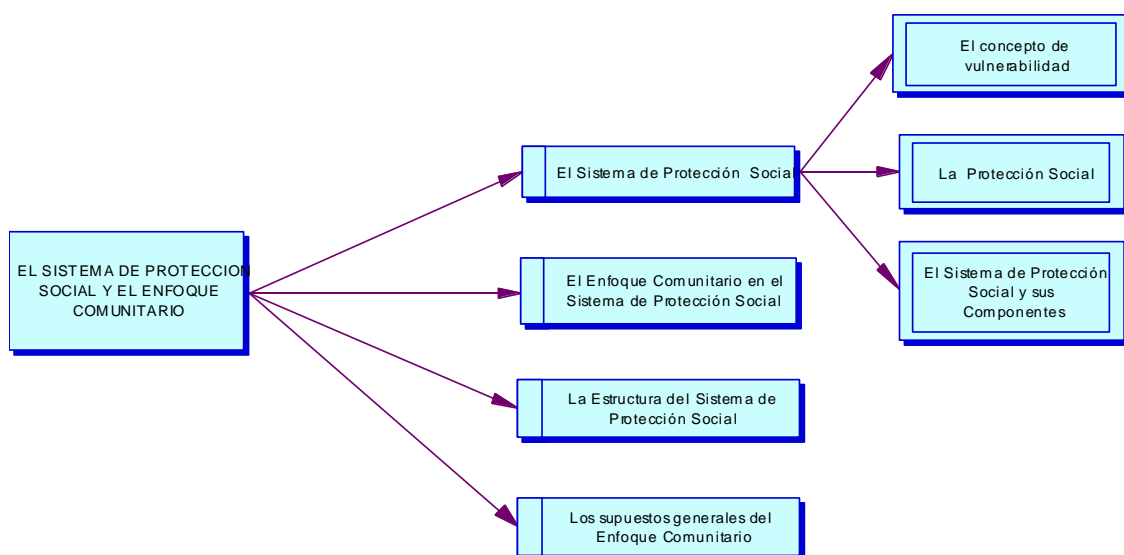 EL SISTEMA DE PROTECCION
SOCIAL Y EL ENFOQUE
COMUNITARIO
El Sistema de Protección Social
El Enfoque Comunitario en el
Sistema de Protección Social
La Estructura del Sistema de
Protección Social
Los supuestos generales del
Enfoque Comunitario
El concepto de
vulnerabilidad
La Protección Social
El Sistema de Protección
Social y sus
Componentes